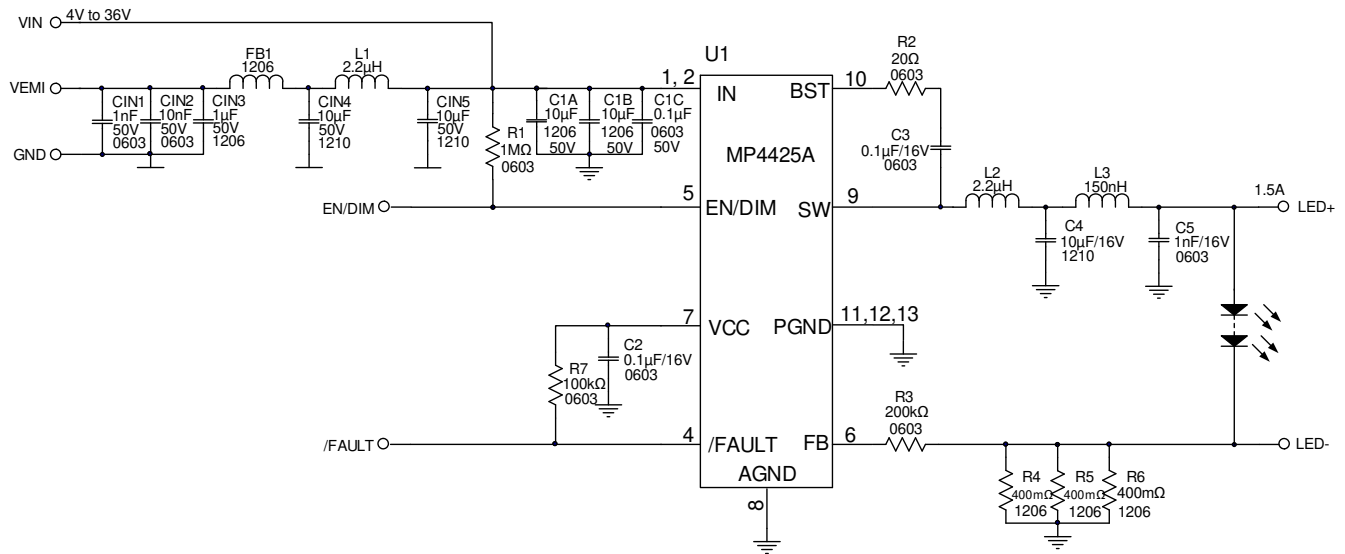 VIN
4V to 36V
VEMI
GND
CIN1
1nF
50V
0603
CIN2
10nF
50V
0603
CIN3
1µF
50V
1206
FB1
1206
CIN4
10µF
50V
1210
L1
2.2µH
CIN5
10µF
50V
1210
R1
1MΩ
0603
C1A
10µF
1206
50V
C1B
10µF
1206
50V
C1C
0.1µF
0603
50V
EN/DIM
U1
1, 2
IN
BST
10
MP4425A
5
EN/DIM
SW
9
7
VCC
PGND
11,12,13
4
/FAULT
FB
6
AGND
8
R2
20Ω
0603
C3
0.1µF/16V
0603
L2
2.2µH
L3
150nH
1.5A
LED+
C4
10µF/16V
1210
C5
1nF/16V
0603
C2
0.1µF/16V
0603
R7
100kΩ
0603
/FAULT
R3
200kΩ
0603
LED-
R4
400mΩ
1206
R5
400mΩ
1206
R6
400mΩ
1206